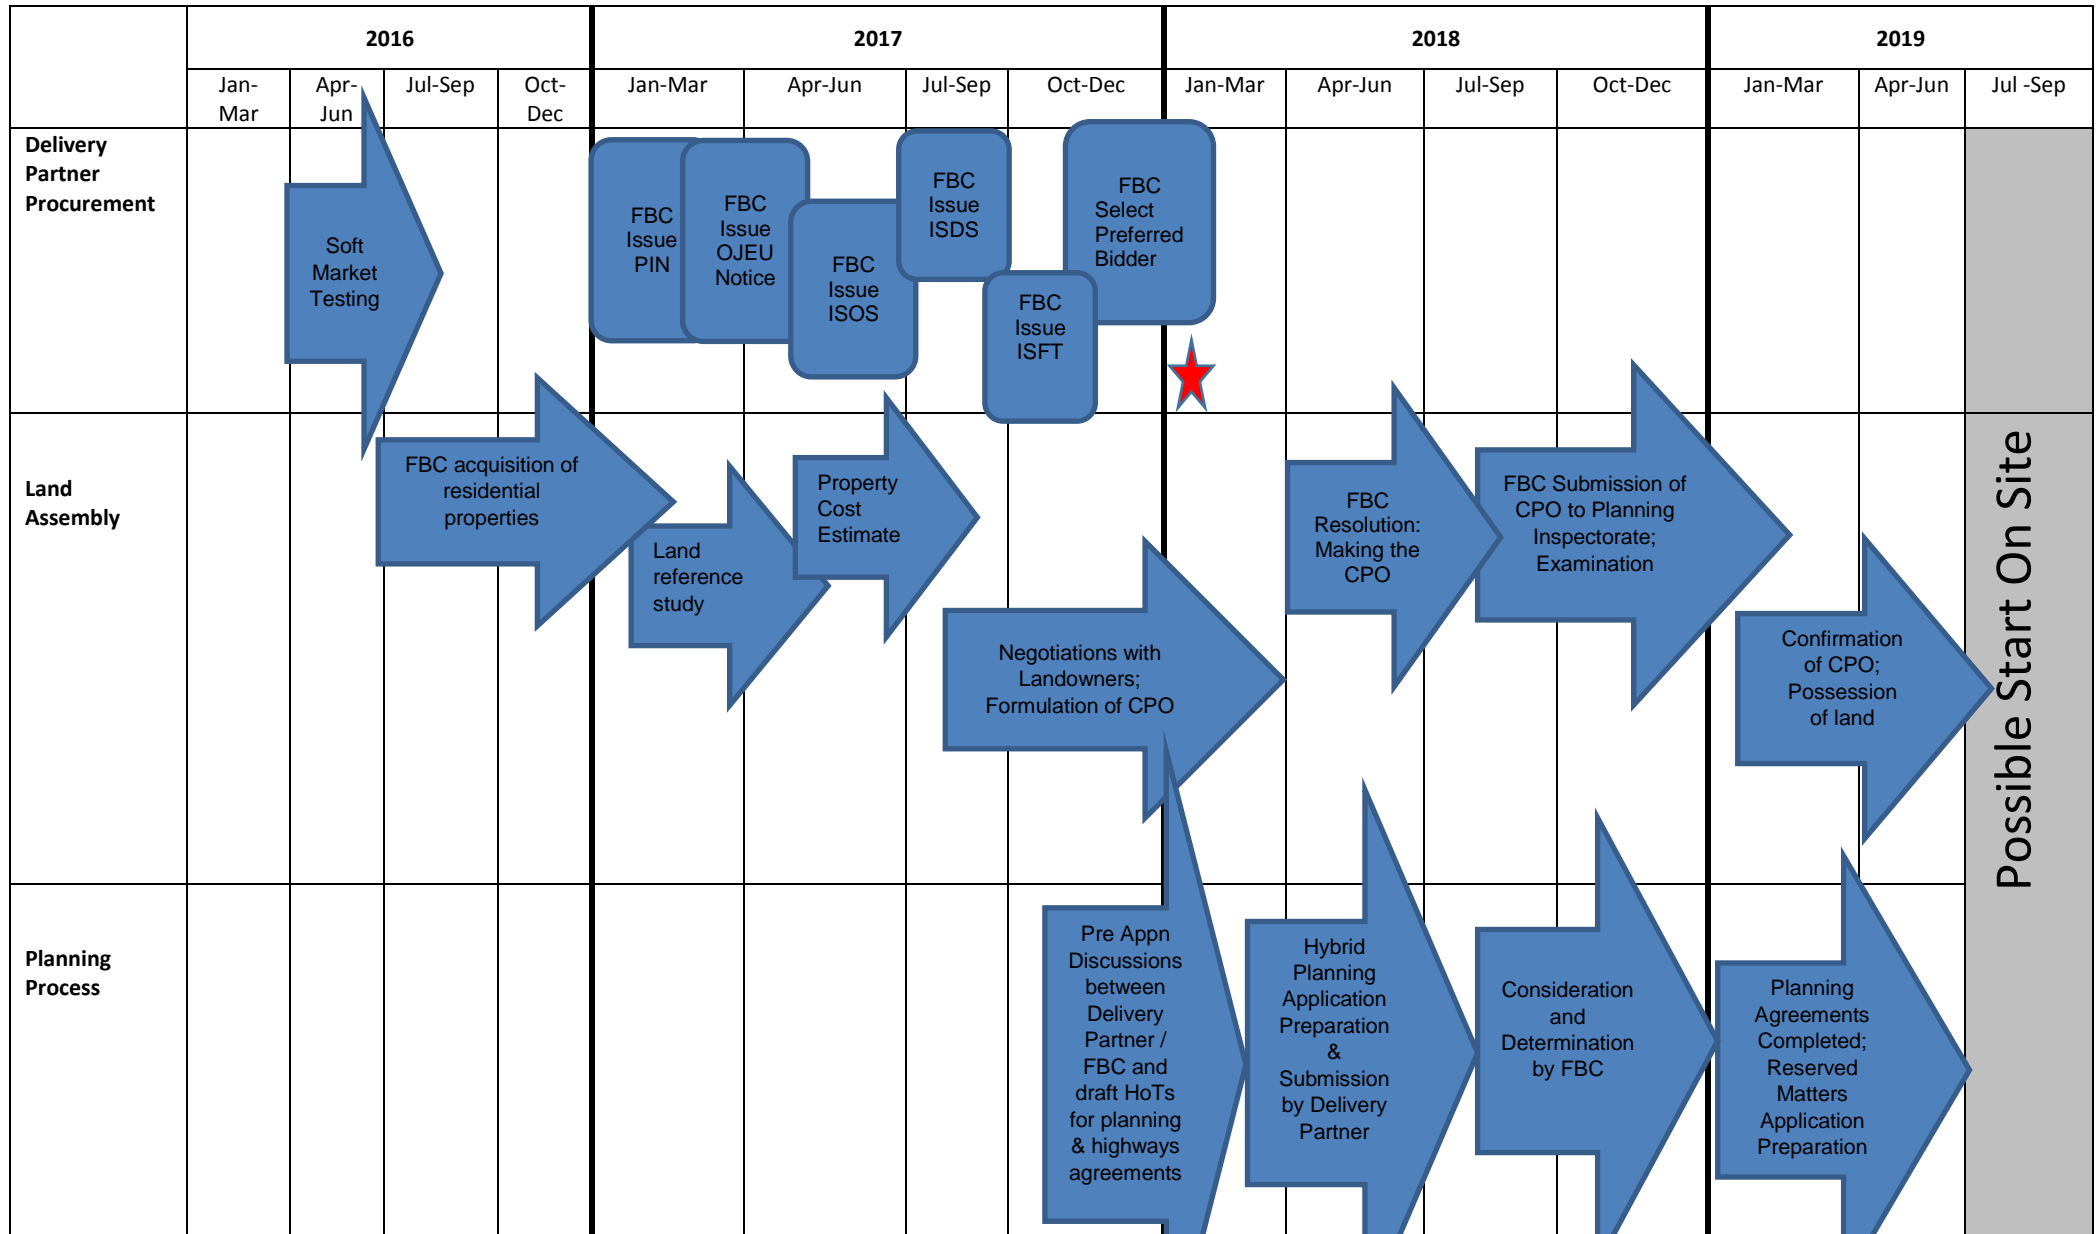 2016
2017
2018
2019
Jan-
Mar
Apr-
Jun
Jul-Sep
Oct-
Dec
Jan-Mar
Apr-Jun
Jul-Sep
Oct-Dec
Jan-Mar
Apr-Jun
Jul-Sep
Oct-Dec
Jan-Mar
Apr-Jun
Jul -Sep
Delivery
Partner
Procurement
Soft
Market
Testing
FBC
Issue
PIN
FBC
Issue
OJEU
Notice
FBC
Issue
ISOS
FBC
Issue
ISDS
FBC
Issue
ISFT
FBC
Select
Preferred
Bidder
Land
Assembly
FBC acquisition of
residential
properties
Land
reference
study
Property
Cost
Estimate
Negotiations with
Landowners;
Formulation of CPO
FBC
Resolution:
Making the
CPO
FBC Submission of
CPO to Planning
Inspectorate;
Examination
Confirmation
of CPO;
Possession
of land
Possible Start On Site
Planning
Process
Pre Appn
Discussions
between
Delivery
Partner /
FBC and
draft HoTs
for planning
& highways
agreements
Hybrid
Planning
Application
Preparation
&
Submission
by Delivery
Partner
Consideration
and
Determination
by FBC
Planning
Agreements
Completed;
Reserved
Matters
Application
Preparation